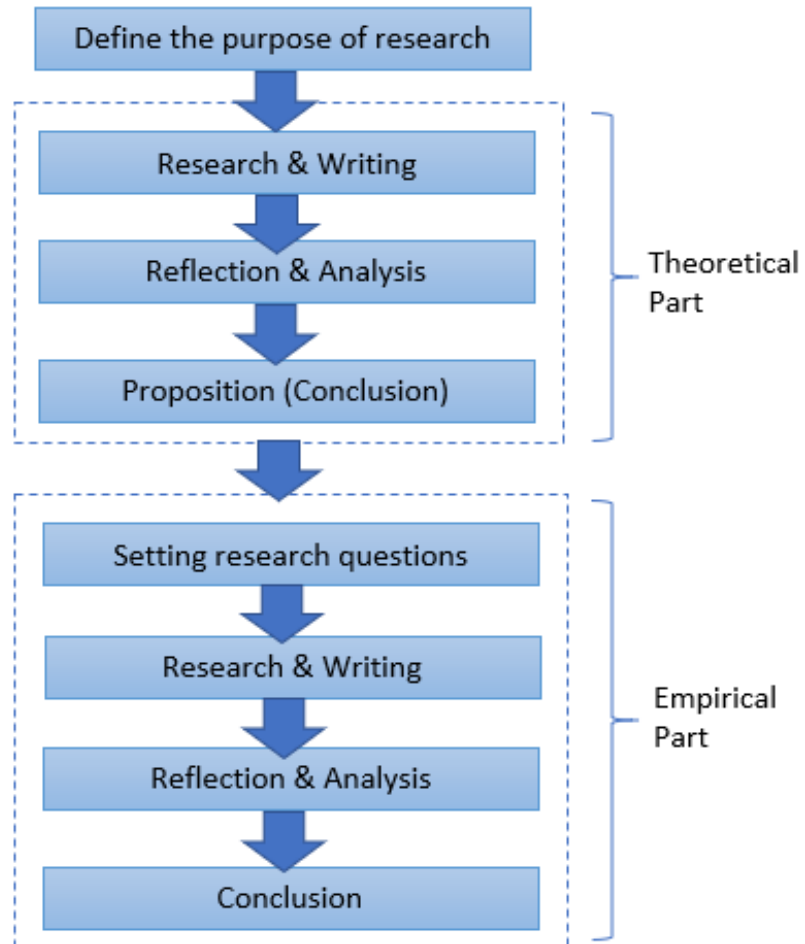 Define the purpose of research
Research & Writing
Reflection & Analysis
Proposition (Conclusion)
Theoretical
Part
Setting research questions
Research & Writing
Reflection & Analysis
Conclusion
Empirical
Part